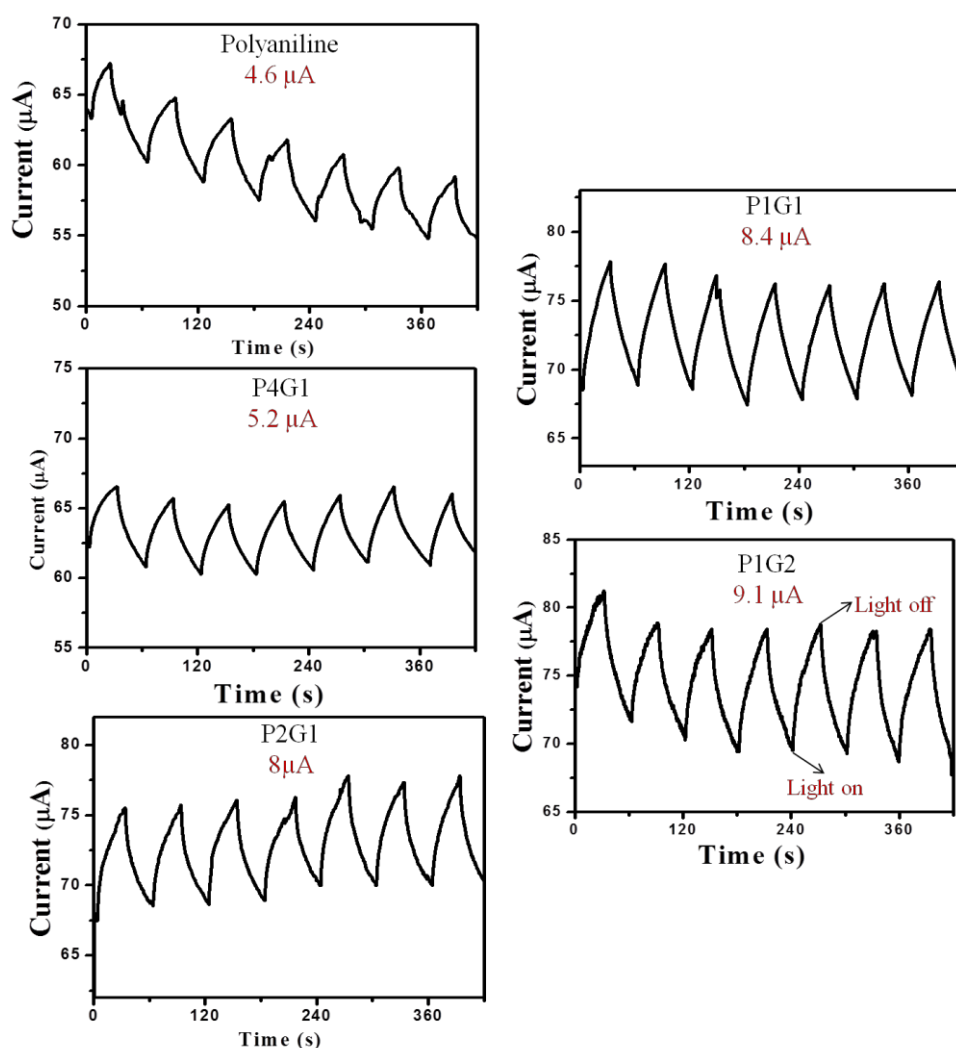 70
65
60
55
50
Current (μA)
Polyaniline
4.6 μA
0
120
240
360
Time (s)
75
70
65
60
55
Current (μA)
P4G1
5.2 μA
0
120
240
360
Time (s)
80
75
70
65
Current (μA)
P2G1
8μA
0
120
240
360
Time (s)
80
75
70
65
Current (μA)
P1G1
8.4 μA
0
120
240
360
Time (s)
85
80
75
70
65
Current (μA)
P1G2
9.1 μA
Light off
Light on
0
120
240
360
Time (s)